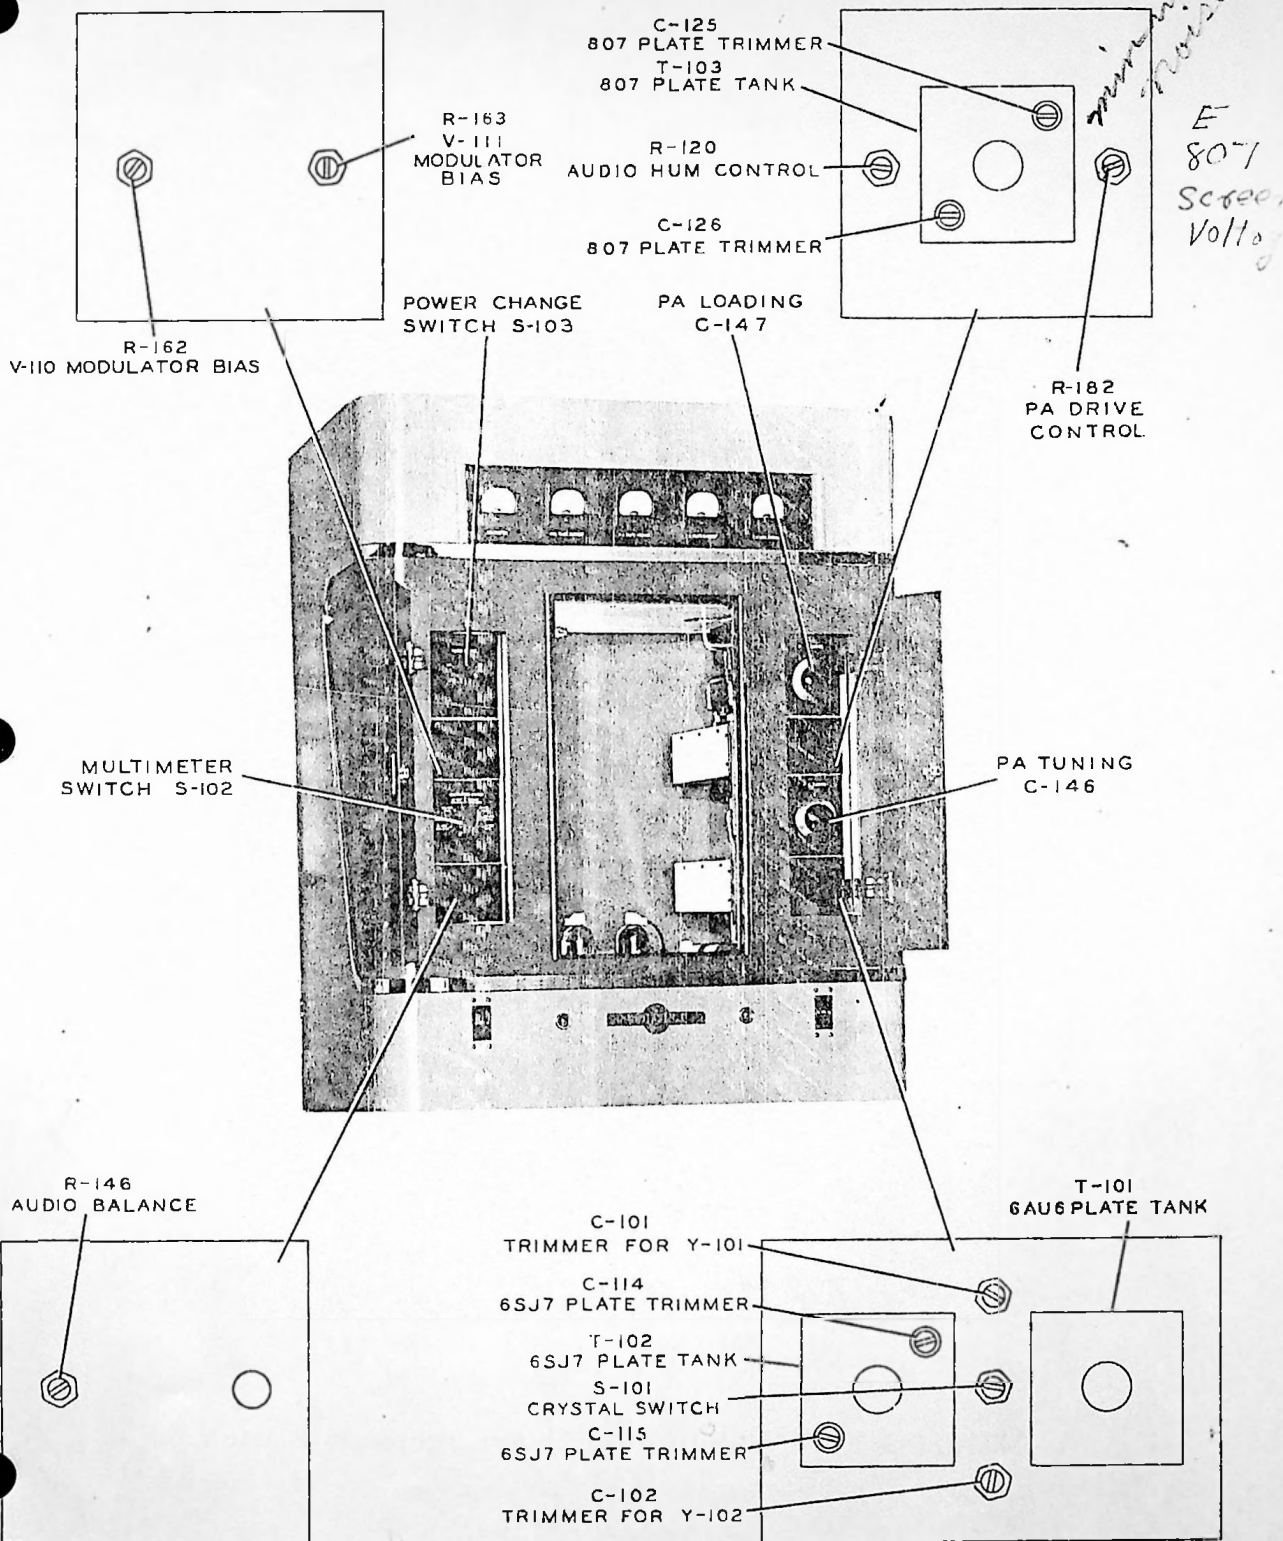 C-125
807 PLATE TRIMMER
T-103
807 PLATE TANK
R-120
AUDIO HUM CONTROL
C-126
807 PLATE TRIMMER
E
807
R-163
V-111
MODULATOR
BIAS
R-162
V-110 MODULATOR BIAS
POWER CHANGE
SWITCH S-103
PA LOADING
C-147
R-182
PA DRIVE
CONTROL
MULTIMETER
SWITCH S-102
PA TUNING
C-146
R-146
AUDIO BALANCE
C-101
TRIMMER FOR Y-101
C-114
6SJ7 PLATE TRIMMER
T-102
6SJ7 PLATE TANK
S-101
CRYSTAL SWITCH
C-115
6SJ7 PLATE TRIMMER
C-102
TRIMMER FOR Y-102
T-101
6AU6 PLATE TANK